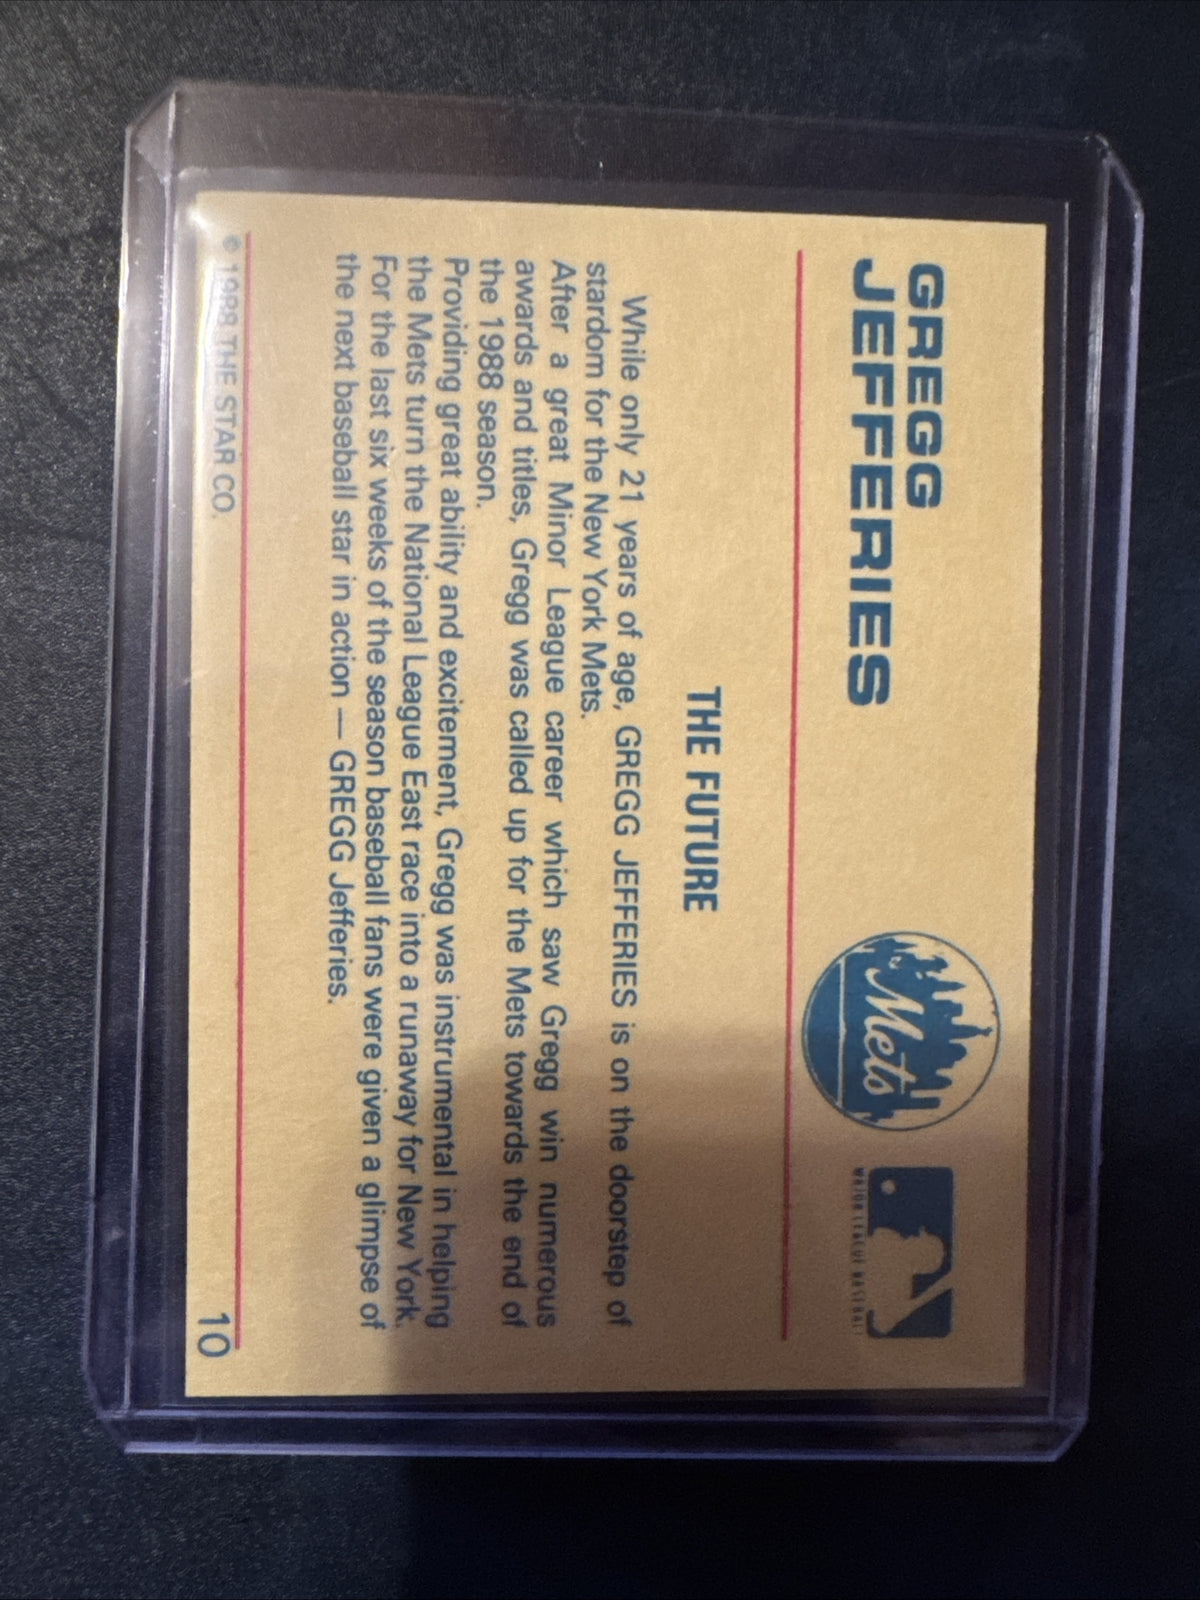 GREGG
JEFFERIES
Mets
MAJOR LEAGUE BASEBALL
THE FUTURE
While only 21 years of age, GREGG JEFFERIES is on the doorstep of
stardom for the New York Mets.
After a great Minor League career which saw Gregg win numerous
awards and titles, Gregg was called up for the Mets towards the end of
the 1988 season.
Providing great ability and excitement, Gregg was instrumental in helping
the Mets turn the National League East race into a runaway for New York.
For the last six weeks of the season baseball fans were given a glimpse of
the next baseball star in action — GREGG Jefferies.
© 1988 THE STAR CO.
10